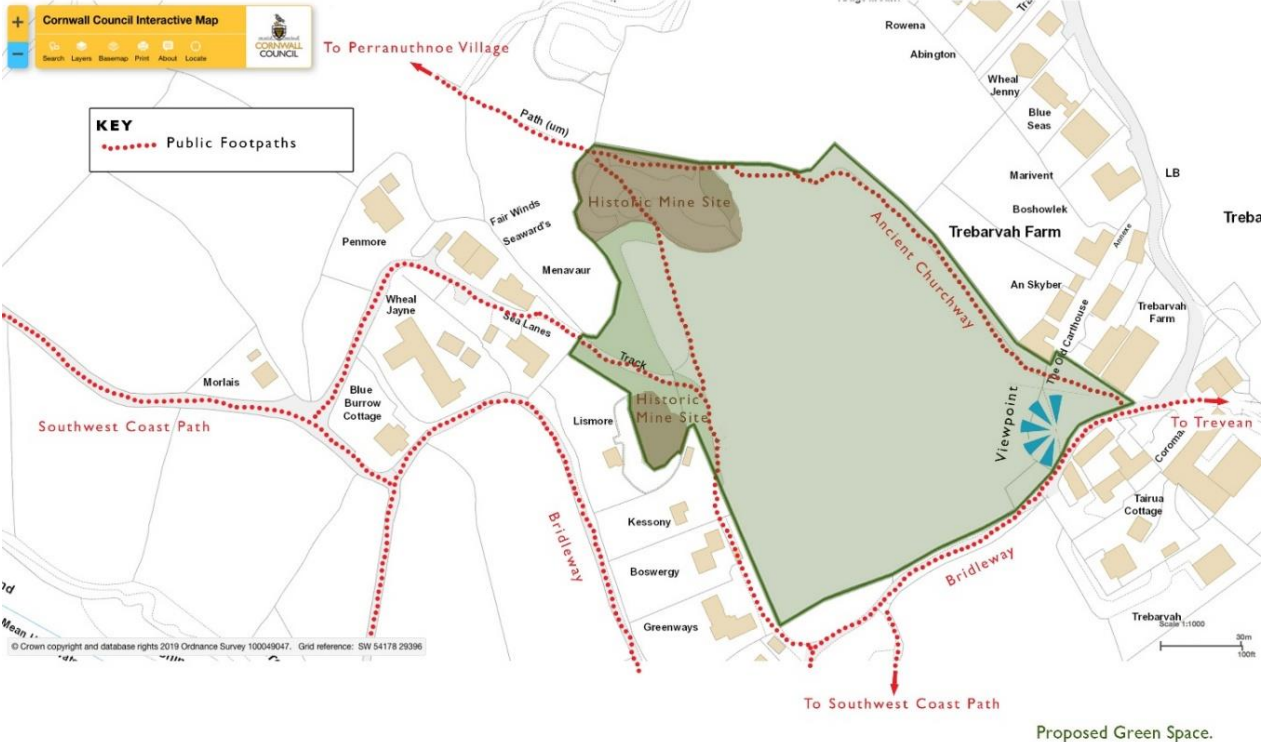 Cornwall Council Interactive Map
Search Layers Basemap Print About Locate
CORNWALL
COUNCIL
To Perranuthnoe Village
KEY
Public Footpaths
Path (um)
Rowena
Abington
Wheal
Jenny
Blue
Seas
LB
Marivent
Boshowlek
Treba
Trebarvah Farm
Annexe
An Skyber
The Old Carthouse
Trebarvah
Farm
Historic Mine Site
Ancient Churchway
Fair Winds
Seaward's
Penmore
Menavaur
Wheal
Jayne
Sea Lanes
Track
Morlais
Blue
Burrow
Cottage
Southwest Coast Path
Lismore
Historic
Mine Site
Viewpoint
To Trevean
Tairua
Cottage
Kessony
Bridleway
Boswergy
Bridleway
Greenways
Trebarvah
Scale 1:1000
30m
100ft
© Crown copyright and database rights 2019 Ordnance Survey 100049047. Grid reference: SW 54178 29396
To Southwest Coast Path
Proposed Green Space.